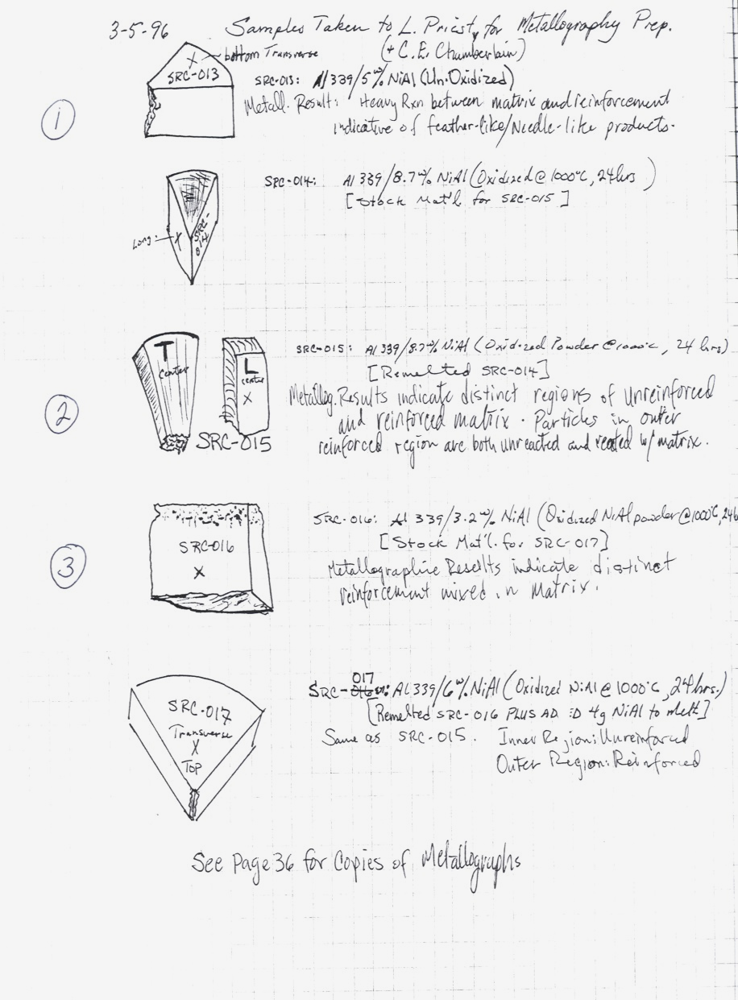 3-5-96 Samples Taken to L. Priest, for Metallography Prep.
(+ C.E. Chamberlain)
bottom Transverse
X
SRC-013
SRC-013: Al 339/5 w/% NiAl (Un-Oxidized)
Metall. Result: Heavy Rxn between matrix and reinforcement
indicative of feather-like/Needle-like products.
1
SRC-014: Al 339/8.7 w/% NiAl (Oxidized @ 1000°C, 24hrs)
[Stock Mat'l for SRC-015]
Long: X
SRC-014
2
T
center
L
center
X
SRC-015
SRC-015: Al 339/8.7 w/% NiAl (Oxidized Powder @ 1000°C, 24 hrs)
[Remelted SRC-014]
Metallog. Results indicate distinct regions of Unreinforced
and reinforced matrix. Particles in outer
reinforced region are both unreacted and reacted w/ matrix.
3
SRC-016
X
SRC-016: Al 339/3.2 w/% NiAl (Oxidized NiAl powder @ 1000°C, 24h
[Stock Mat'l. for SRC-017]
Metallographic Reselts indicate distinct
reinforcement mixed in Matrix.
SRC-017
Transverse
X
TOP
SRC-017: Al 339/6 w/% NiAl (Oxidized NiAl @ 1000°C, 24 hrs.)
[Remelted SRC-016 PLUS AD :D 4g NiAl to melt]
Same as SRC-015. Inner Region: Unreinforced
Outer Region: Reinforced
See Page 36 for Copies of Metallographs